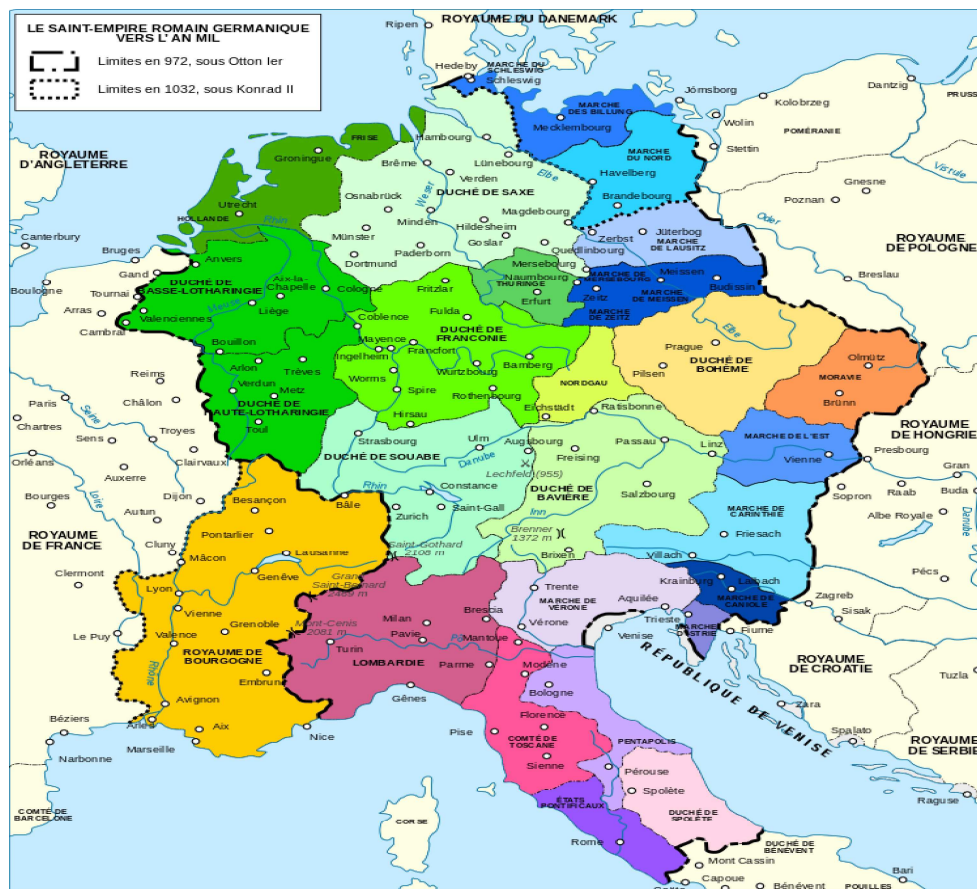 LE SAINT-EMPIRE ROMAIN GERMANIQUE
VERS L' AN MIL
Limites en 972, sous Otton Ier
Limites en 1032, sous Konrad II
ROYAUME DU DANEMARK
Ripen
Hedeby
MARCHE DU
SCHLESWIG
Schleswig
MARCHE
DES BILLUNG
Mecklembourg
Jómsborg
Wolin
Stettin
Kolobrzeg
Dantzig
PRUSS
POMÉRANIE
Vistule
ROYAUME
D'ANGLETERRE
FRISE
Groningue
Hambourg
Brême
Lünebourg
Verden
Elbe
MARCHE
DU NORD
Havelberg
Brandebourg
Gnesne
Poznan
Osnabrück
Weser
DUCHÉ DE SAXE
Utrecht
HOLLANDE
Rhin
Minden
Hildesheim
Magdebourg
Oder
Canterbury
Münster
Goslar
Zerbst
Jüterbog
MARCHE
DE LAUSITZ
ROYAUME
DE POLOGNE
Bruges
Paderborn
Quedlinbourg
Anvers
Dortmund
Mersebourg
Gand
Aix-la-
Chapelle
Cologne
Fritzlar
Naumbourg
THURINGE
MARCHE DE
MERSEBOURG
Meissen
Breslau
Boulogne
DUCHÉ DE
BASSE-LOTHARINGIE
Tournai
Erfurt
Zeitz
MARCHE
DE MEISSEN
Budissin
Arras
Meuse
Liège
Fulda
MARCHE
DE ZEITZ
Valenciennes
Coblence
DUCHÉ DE
FRANCONIE
Elbe
Cambrai
Mayence
Bouillon
Ingelheim
Francfort
Prague
Olmütz
Arlon
Trèves
Wurtzbourg
Bamberg
DUCHÉ DE
BOHÊME
Reims
Verdun
Worms
Pilsen
MORAVIE
Metz
Spire
Rothenbourg
NORDGAU
Brünn
Paris
Châlon
DUCHÉ DE
HAUTE-LOTHARINGIE
Seine
Hirsau
Eichstädt
Ratisbonne
Chartres
Toul
Troyes
Strasbourg
Ulm
Augsbourg
Passau
Linz
MARCHE DE L'EST
ROYAUME
DE HONGRIE
Sens
DUCHÉ DE SOUABE
Danube
Freising
Vienne
Presbourg
Orléans
Clairvaux
Lechfeld (955)
Gran
Auxerre
Rhin
Constance
DUCHÉ DE
BAVIÈRE
Salzbourg
Sopron
Raab
Buda
Bourges
Loire
Dijon
Besançon
Bâle
Zurich
Saint-Gall
Inn
MARCHE DE
CARINTHIE
Albe Royale
Danube
Autun
Pontarlier
Brenner
1372 m
Friesach
ROYAUME
DE FRANCE
Cluny
Lausanne
Saint-Gothard
2108 m
Brixen
Villach
Mâcon
Genève
Grand
Saint-Bernard
2469 m
Trente
Krainbourg
Laibach
Pécs
Clermont
Lyon
MARCHE DE
VÉRONE
Aquilée
MARCHE DE
CANIOLE
Zagreb
Vienne
Milan
Brescia
Trieste
Sisak
Le Puy
Grenoble
Mont-Cenis
2081 m
Pavie
Mantoue
Vérone
Venise
MARCHE
D'ISTRIE
Fiume
Valence
Turin
Pô
ROYAUME DE
BOURGOGNE
LOMBARDIE
Parme
Modène
RÉPUBLIQUE DE VENISE
ROYAUME
DE CROATIE
Rhône
Embrun
Bologne
Tuzla
Avignon
Gênes
Zara
Béziers
Arles
Aix
Nice
Pise
Florence
Spalato
Narbonne
Marseille
COMTÉ DE
TOSCANE
PENTAPOLIS
ROYAUME
DE SERBIE
Sienne
Pérouse
Spolète
Raguse
COMTÉ DE
BARCELONE
CORSE
ÉTATS
PONTIFICAUX
DUCHÉ DE
SPOLÈTE
Rome
DUCHÉ DE
BÉNÉVENT
Mont Cassin
Capoue
Bénévent
Bari
POUILLES